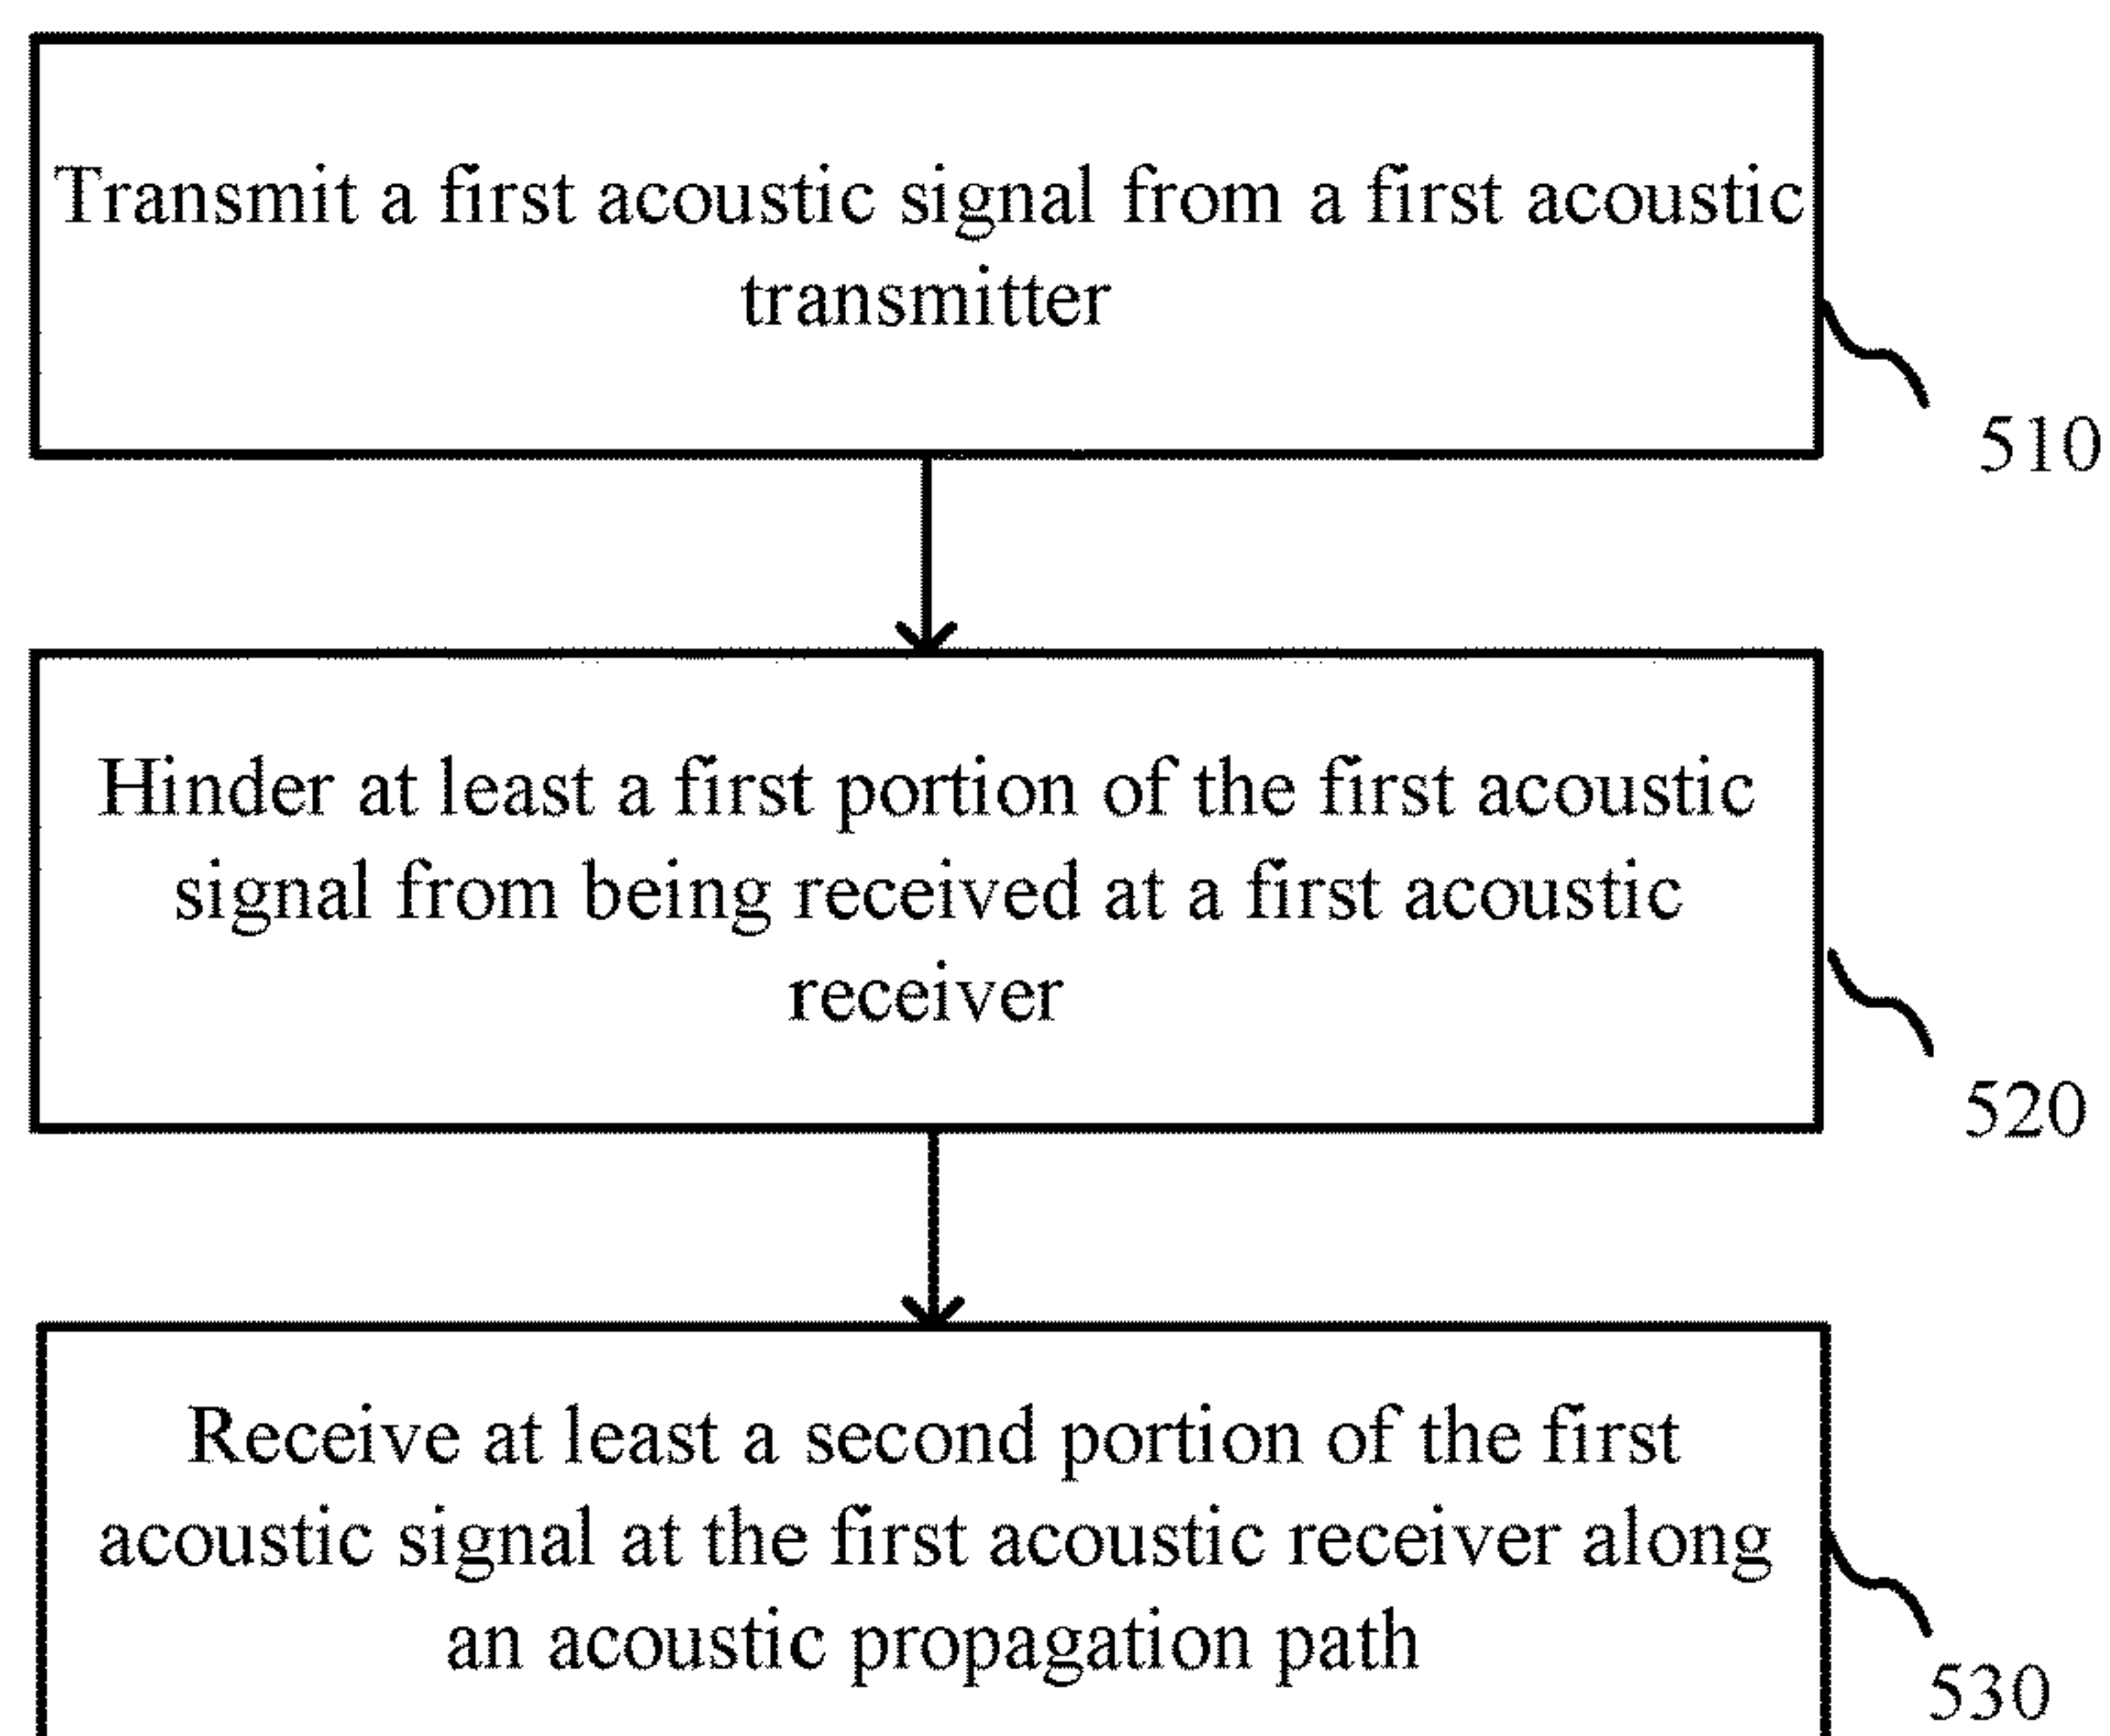 Transmit a first acoustic signal from a first acoustic
transmitter
510
Hinder at least a first portion of the first acoustic
signal from being received at a first acoustic
receiver
520
Receive at least a second portion of the first
acoustic signal at the first acoustic receiver along
an acoustic propagation path
530